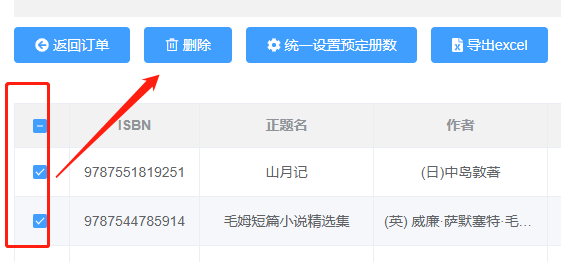 返回订单 删除 统一设置预定册数 导出excel
ISBN 正题名 作者
9787551819251 山月记 (日)中岛敦著
9787544785914 毛姆短篇小说精选集 (英) 威廉·萨默塞特·毛...